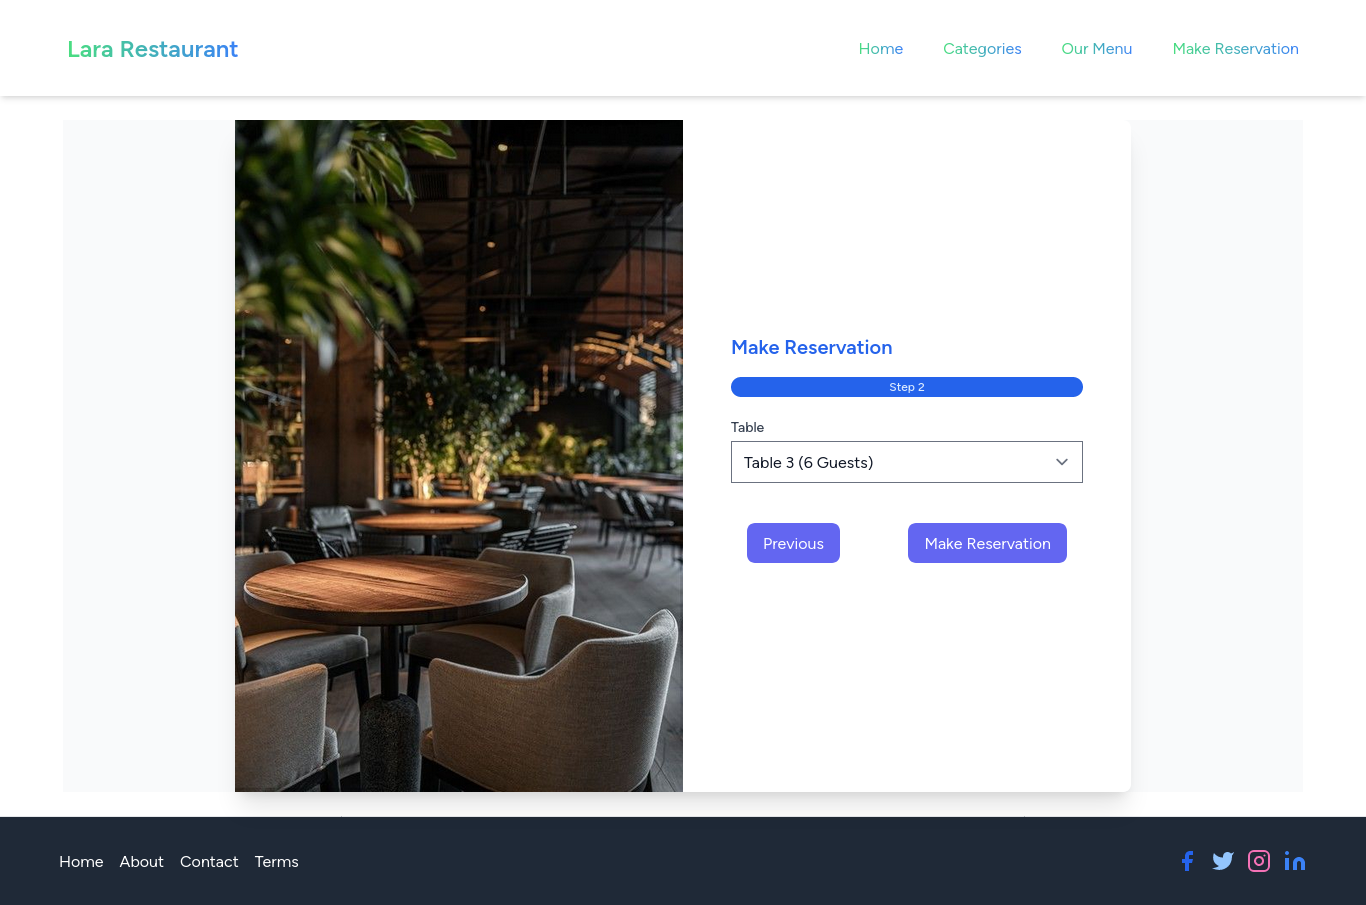 Lara Restaurant
Home Categories Our Menu Make Reservation
Make Reservation
Step 2
Table
Table 3 (6 Guests)
Previous Make Reservation
Home About Contact Terms